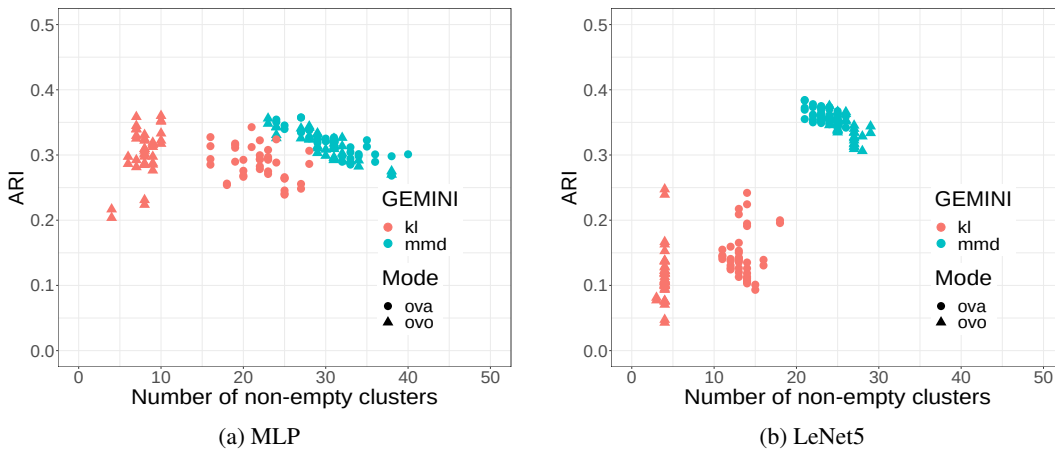 0.5
0.4
0.3
0.2
0.1
0.0
ARI
0 10 20 30 40 50
Number of non-empty clusters
GEMINI
kl
mmd
Mode
ova
ovo
(a) MLP
0.5
0.4
0.3
0.2
0.1
0.0
ARI
0 10 20 30 40 50
Number of non-empty clusters
GEMINI
kl
mmd
Mode
ova
ovo
(b) LeNet5